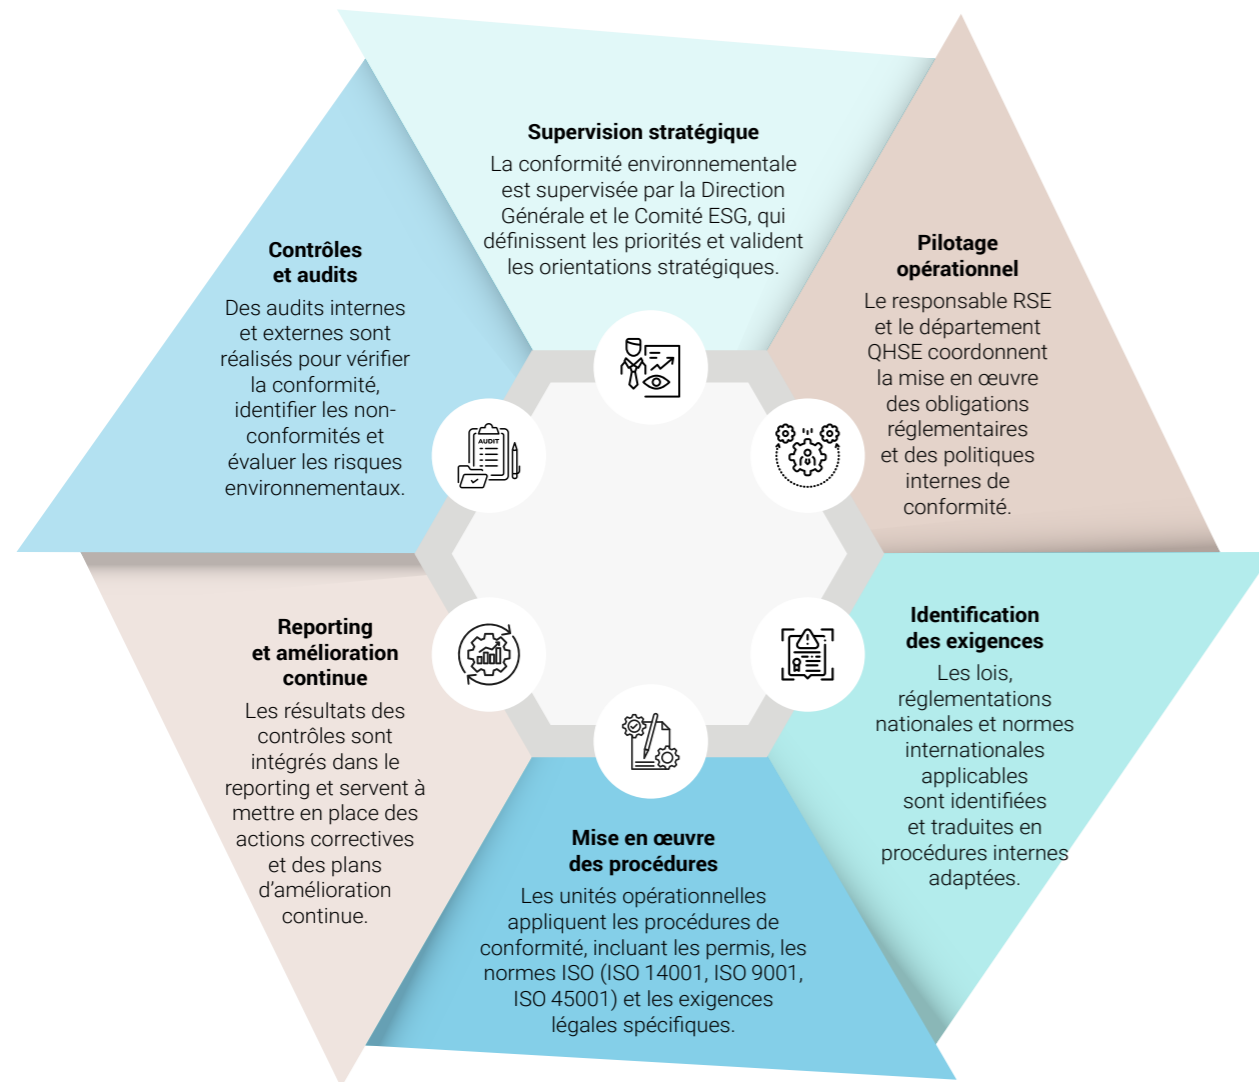 Supervision stratégique
La conformité environnementale
est supervisée par la Direction
Générale et le Comité ESG, qui
définissent les priorités et valident
les orientations stratégiques.
Pilotage
opérationnel
Le responsable RSE
et le département
QHSE coordonnent
la mise en œuvre
des obligations
réglementaires
et des politiques
internes de
conformité.
Identification
des exigences
Les lois,
réglementations
nationales et normes
internationales
applicables
sont identifiées
et traduites en
procédures internes
adaptées.
Mise en œuvre
des procédures
Les unités opérationnelles
appliquent les procédures de
conformité, incluant les permis, les
normes ISO (ISO 14001, ISO 9001,
ISO 45001) et les exigences
légales spécifiques.
Reporting
et amélioration
continue
Les résultats des
contrôles sont
intégrés dans le
reporting et servent à
mettre en place des
actions correctives
et des plans
d’amélioration
continue.
Contrôles
et audits
Des audits internes
et externes sont
réalisés pour vérifier
la conformité,
identifier les non-
conformités et
évaluer les risques
environnementaux.
AUDIT